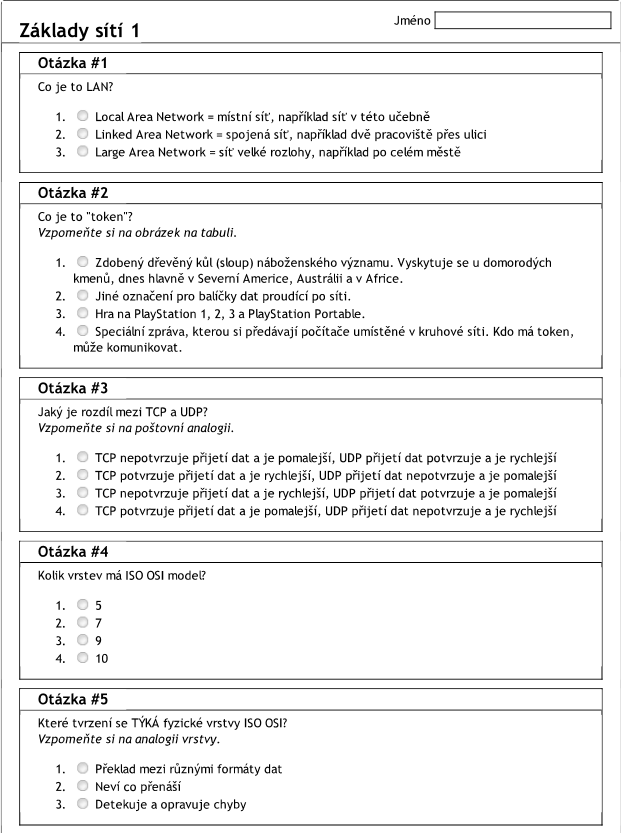 Základy sítí 1
Jméno
Otázka #1
Co je to LAN?
1. Local Area Network = místní síť, například síť v této učebně
2. Linked Area Network = spojená síť, například dvě pracoviště přes ulici
3. Large Area Network = síť velké rozlohy, například po celém městě
Otázka #2
Co je to "token"?
Vzpomeňte si na obrázek na tabuli.
1. Zdobený dřevěný kůl (sloup) náboženského významu. Vyskytuje se u domorodých
kmenů, dnes hlavně v Severní Americe, Austrálii a v Africe.
2. Jiné označení pro balíčky dat proudící po síti.
3. Hra na PlayStation 1, 2, 3 a PlayStation Portable.
4. Speciální zpráva, kterou si předávají počítače umístěné v kruhové síti. Kdo má token,
může komunikovat.
Otázka #3
Jaký je rozdíl mezi TCP a UDP?
Vzpomeňte si na poštovní analogii.
1. TCP nepotvrzuje přijetí dat a je pomalejší, UDP přijetí dat potvrzuje a je rychlejší
2. TCP potvrzuje přijetí dat a je rychlejší, UDP přijetí dat nepotvrzuje a je pomalejší
3. TCP nepotvrzuje přijetí dat a je rychlejší, UDP přijetí dat potvrzuje a je pomalejší
4. TCP potvrzuje přijetí dat a je pomalejší, UDP přijetí dat nepotvrzuje a je rychlejší
Otázka #4
Kolik vrstev má ISO OSI model?
1. 5
2. 7
3. 9
4. 10
Otázka #5
Které tvrzení se TÝKÁ fyzické vrstvy ISO OSI?
Vzpomeňte si na analogii vrstvy.
1. Překlad mezi různými formáty dat
2. Neví co přenáší
3. Detekuje a opravuje chyby